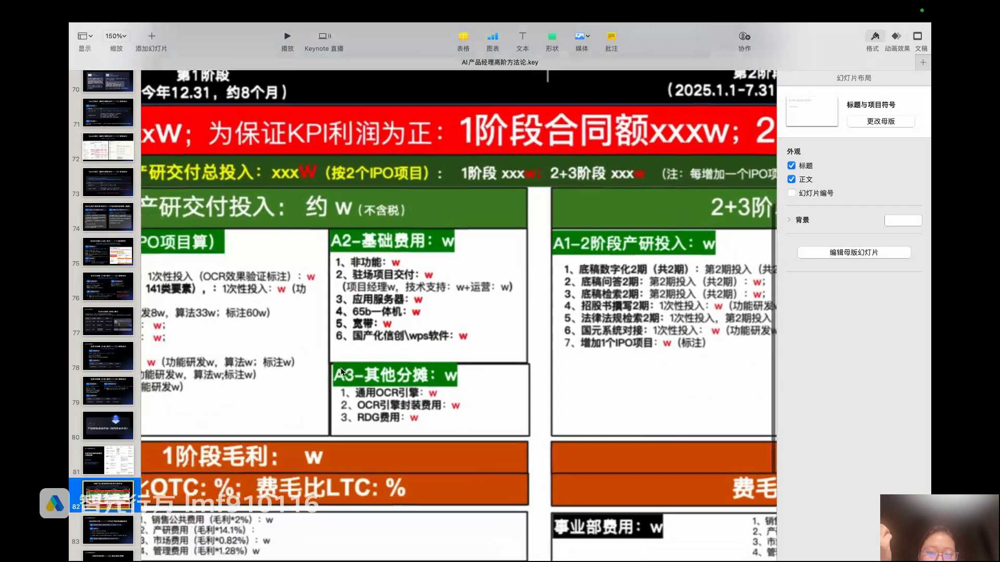 150%
显示
缩放
添加幻灯片
播放
Keynote 直播
表格
图表
文本
形状
媒体
批注
协作
格式
动画效果
文稿
AI产品经理高阶方法论.key
第1阶段
今年12.31，约8个月）
第2阶
（2025.1.1-7.31
xW；为保证KPI利润为正：1阶段合同额xxxw；2
研交付总投入：xxxW（按2个IPO项目）： 1阶段 xxxw； 2+3阶段 xxxw （注：每增加一个IPO项
产研交付投入： 约 w（不含税）
2+3阶
PO项目算）
1次性投入（OCR效果验证标注）：w
141类要素），：1次性投入：w（功
发8w，算法33w；标注60w）
：w；
：w；
w（功能研发w，算法w；标注w）
功能研发w，算法w;标注w）
能研发w）
A2-基础费用：w
1、非功能：w
2、驻场项目交付：w
（项目经理w，技术支持：w+运营：w）
3、应用服务器：w
4、65b一体机：w
5、宽带：w
6、国产化信创\wps软件：w
A3-其他分摊：w
1、通用OCR引擎：w
2、OCR引擎封装费用：w
3、RDG费用：w
A1-2阶段产研投入：w
1、底稿数字化2期（共2期）：第2期投入（共2
2、底稿问答2期：第2期投入（共2期）：w；
3、底稿检索2期：第2期投入（共2期）：w；
4、招股书撰写2期：1次性投入：w（功能研发w
5、法律法规检索2期：1次性投入，第2期投入
6、国元系统对接：1次性投入： w（功能研发w
7、增加1个IPO项目：w（标注）
1阶段毛利： w
比OTC: %；费毛比LTC: %
费毛
1、销售公共费用（毛利*2%）：w
2、产研费用（毛利*14.1%）：
3、市场费用（毛利*0.82%）：w
4、管理费用（毛利*1.28%）w
事业部费用：w
1、销
2、产
3、市
4、管
70
71
72
73
74
75
76
77
78
79
80
81
82
83
幻灯片布局
标题与项目符号
更改母版
外观
标题
正文
幻灯片编号
背景
编辑母版幻灯片
智元行方 lmf910116